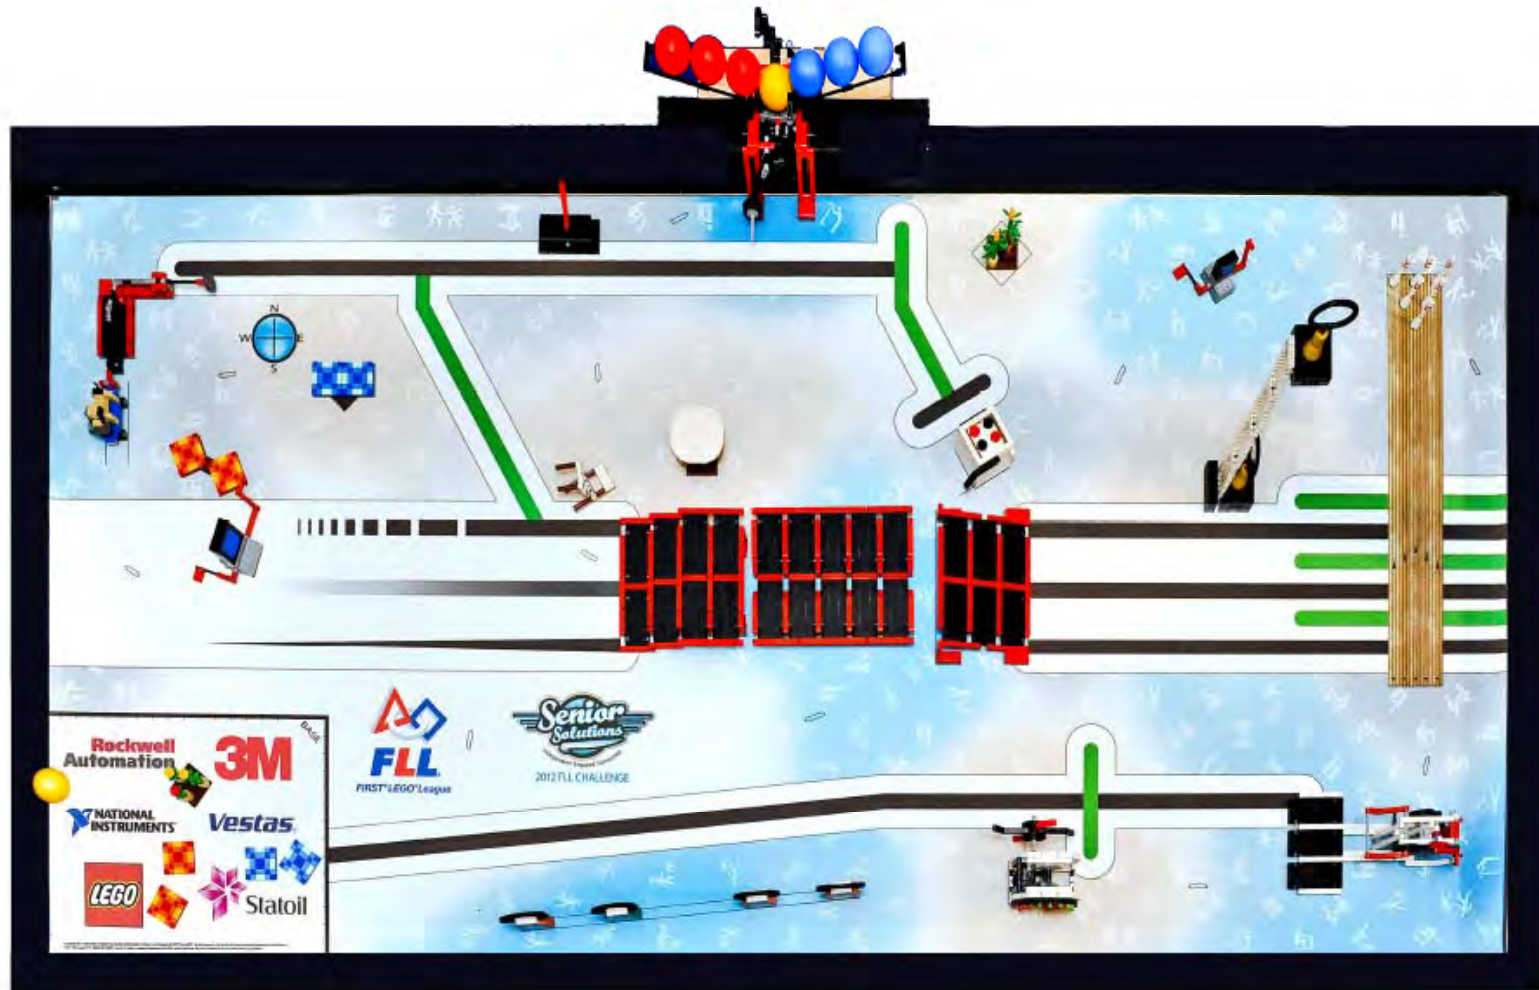 N
W E
S
BASE
Rockwell
Automation
3M
NATIONAL
INSTRUMENTS
Vestas
LEGO
Statoil
FLL
FIRST LEGO League
Senior
Solutions
2012 FLL CHALLENGE